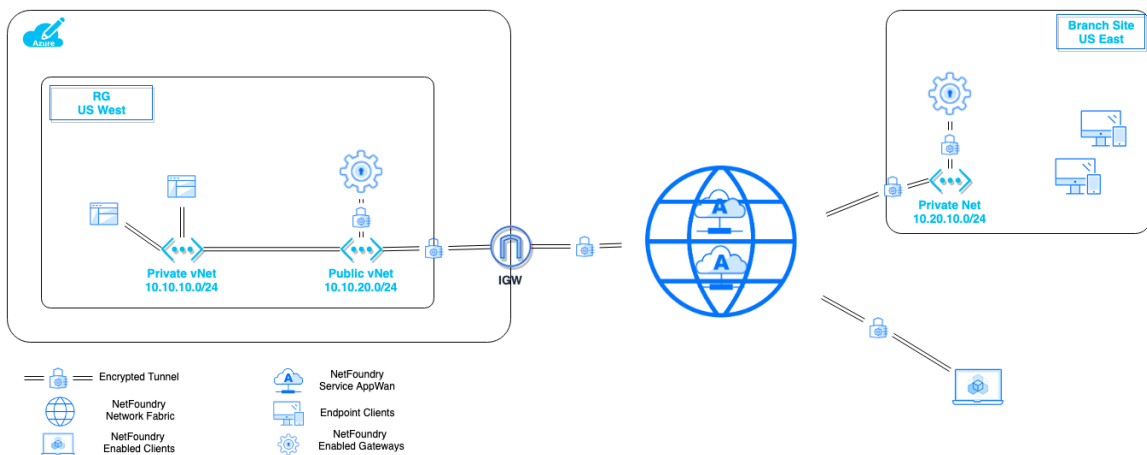 Azure
RG
US West
Private vNet
10.10.10.0/24
Public vNet
10.10.20.0/24
IGW
A
A
Branch Site
US East
Private Net
10.20.10.0/24
Encrypted Tunnel
NetFoundry
Network Fabric
NetFoundry
Enabled Clients
A
NetFoundry
Service AppWan
Endpoint Clients
NetFoundry
Enabled Gateways